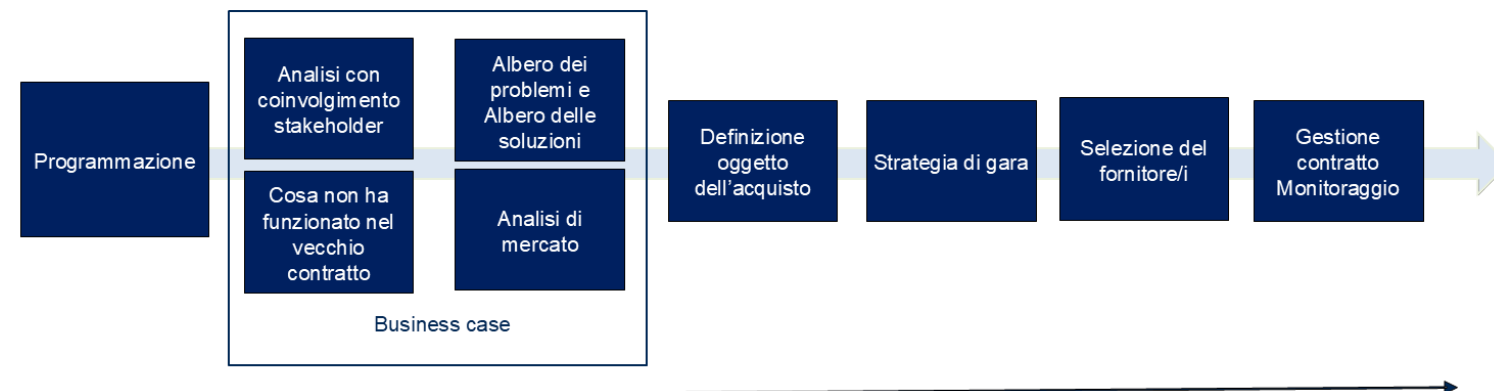 Programmazione
Analisi con
coinvolgimento
stakeholder
Albero dei
problemi e
Albero delle
soluzioni
Cosa non ha
funzionato nel
vecchio
contratto
Analisi di
mercato
Business case
Definizione
oggetto
dell'acquisto
Strategia di gara
Selezione del
fornitore/i
Gestione
contratto
Monitoraggio